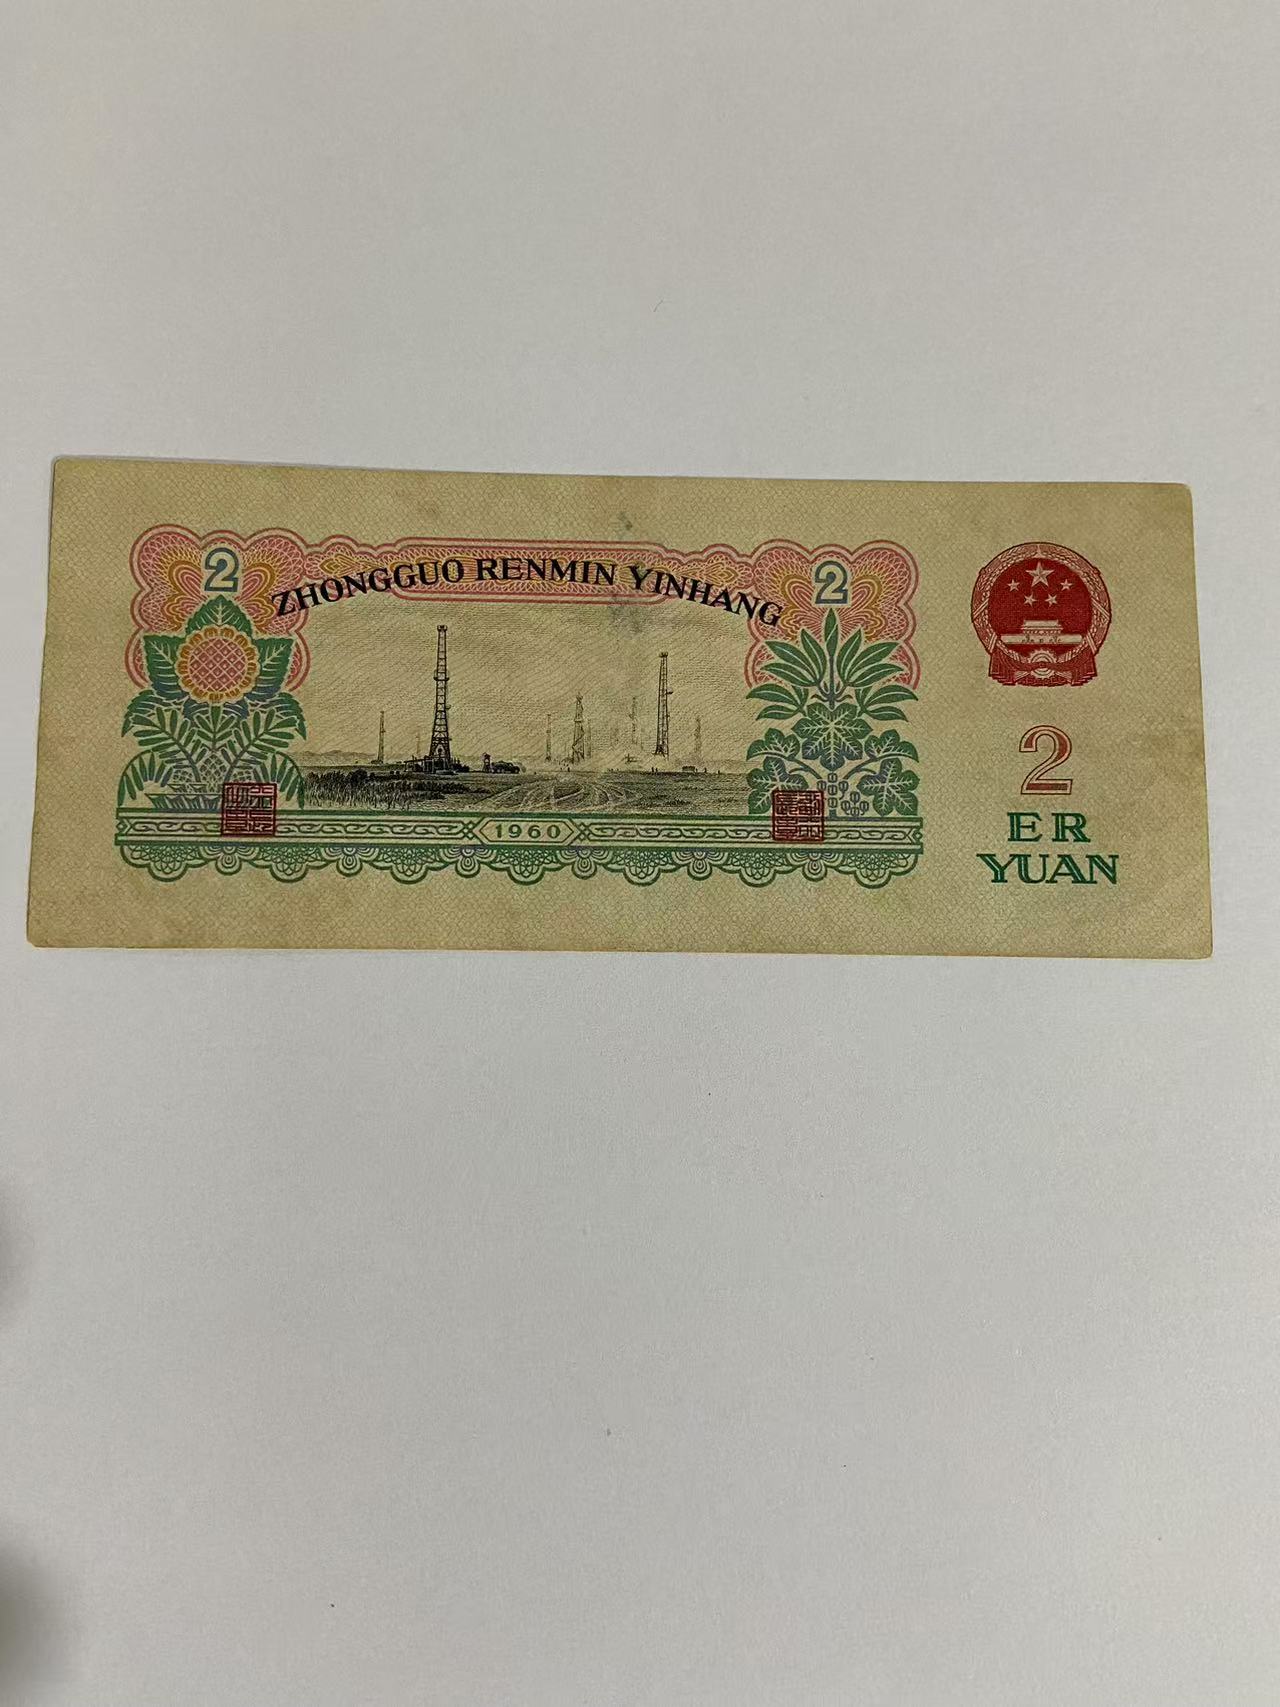 2
2
ZHONGGUO RENMIN YINHANG
2
ER
YUAN
1960